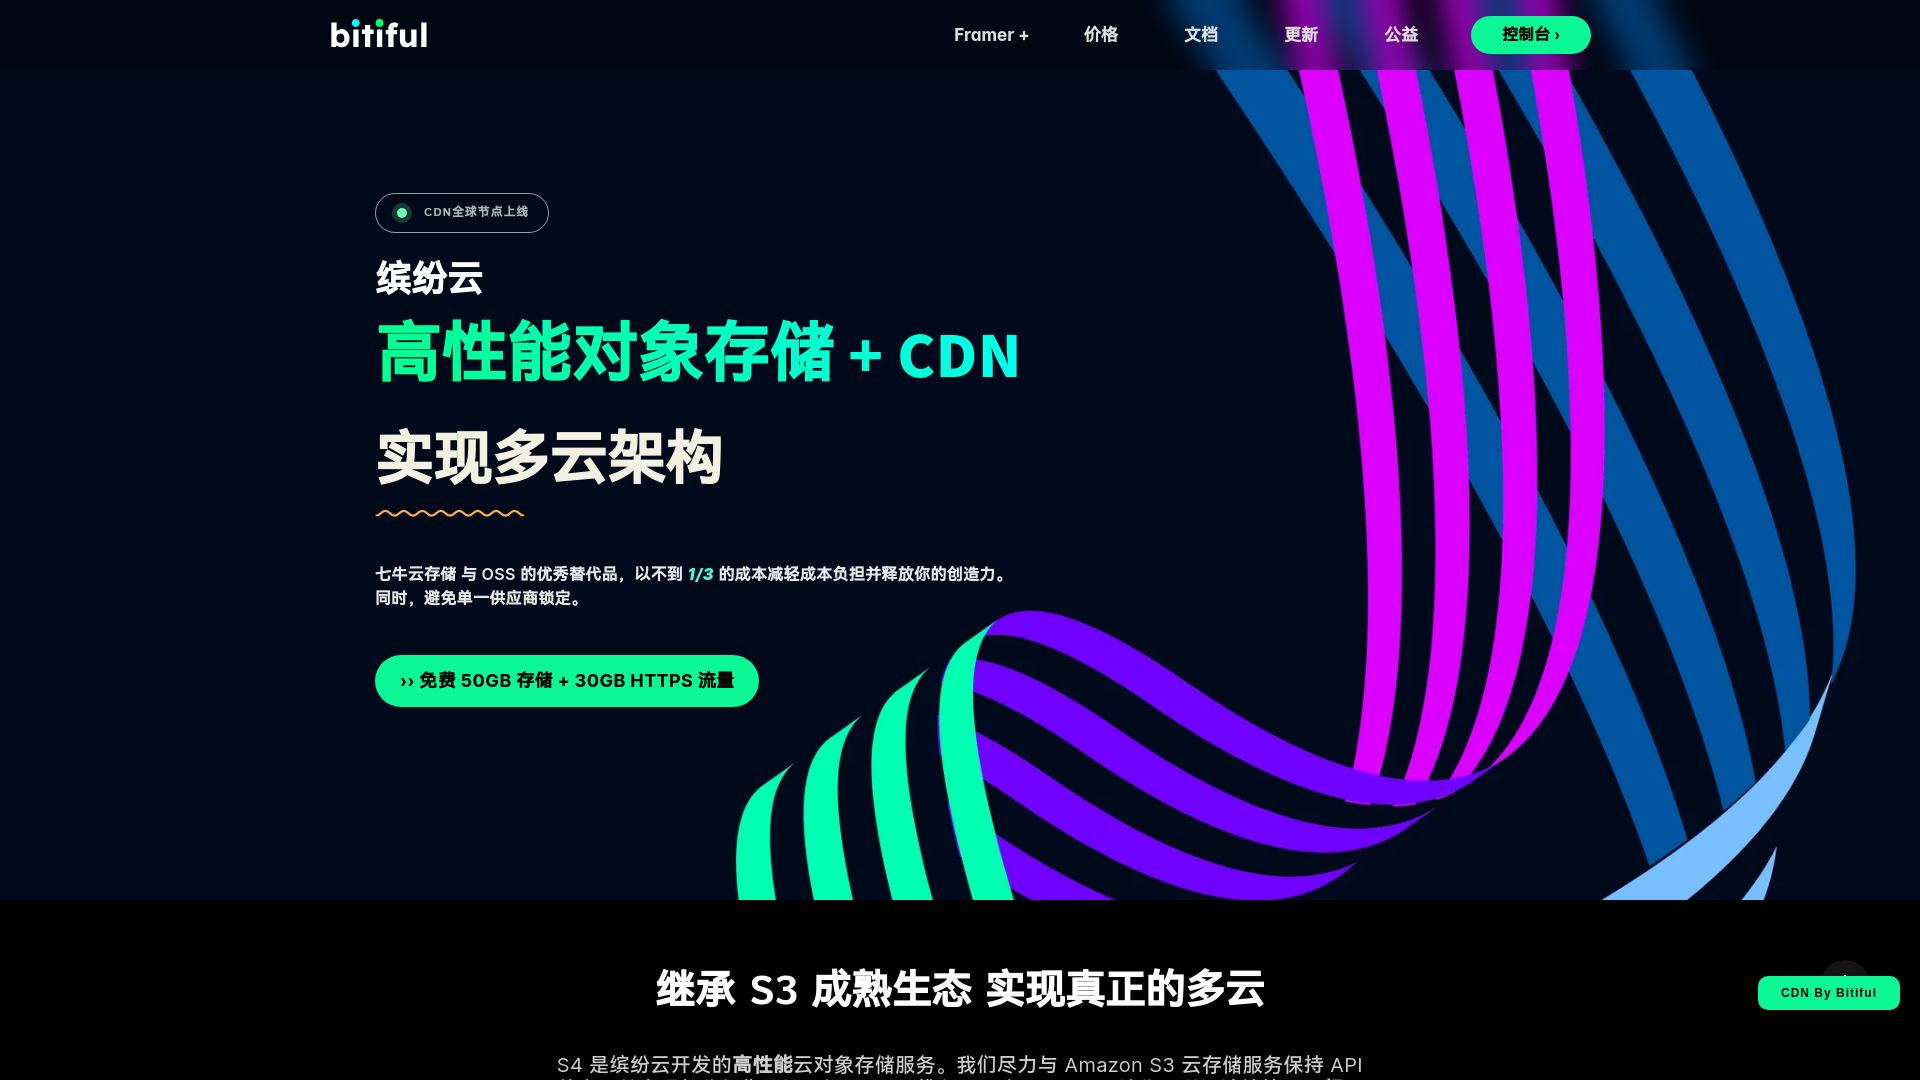 bitiful
Framer +
价格
文档
更新
公益
控制台 ›
CDN全球节点上线
缤纷云
高性能对象存储 + CDN
实现多云架构
七牛云存储 与 OSS 的优秀替代品，以不到 1/3 的成本减轻成本负担并释放你的创造力。
同时，避免单一供应商锁定。
›› 免费 50GB 存储 + 30GB HTTPS 流量
继承 S3 成熟生态 实现真正的多云
CDN By Bitiful
S4 是缤纷云开发的高性能云对象存储服务。我们尽力与 Amazon S3 云存储服务保持 API